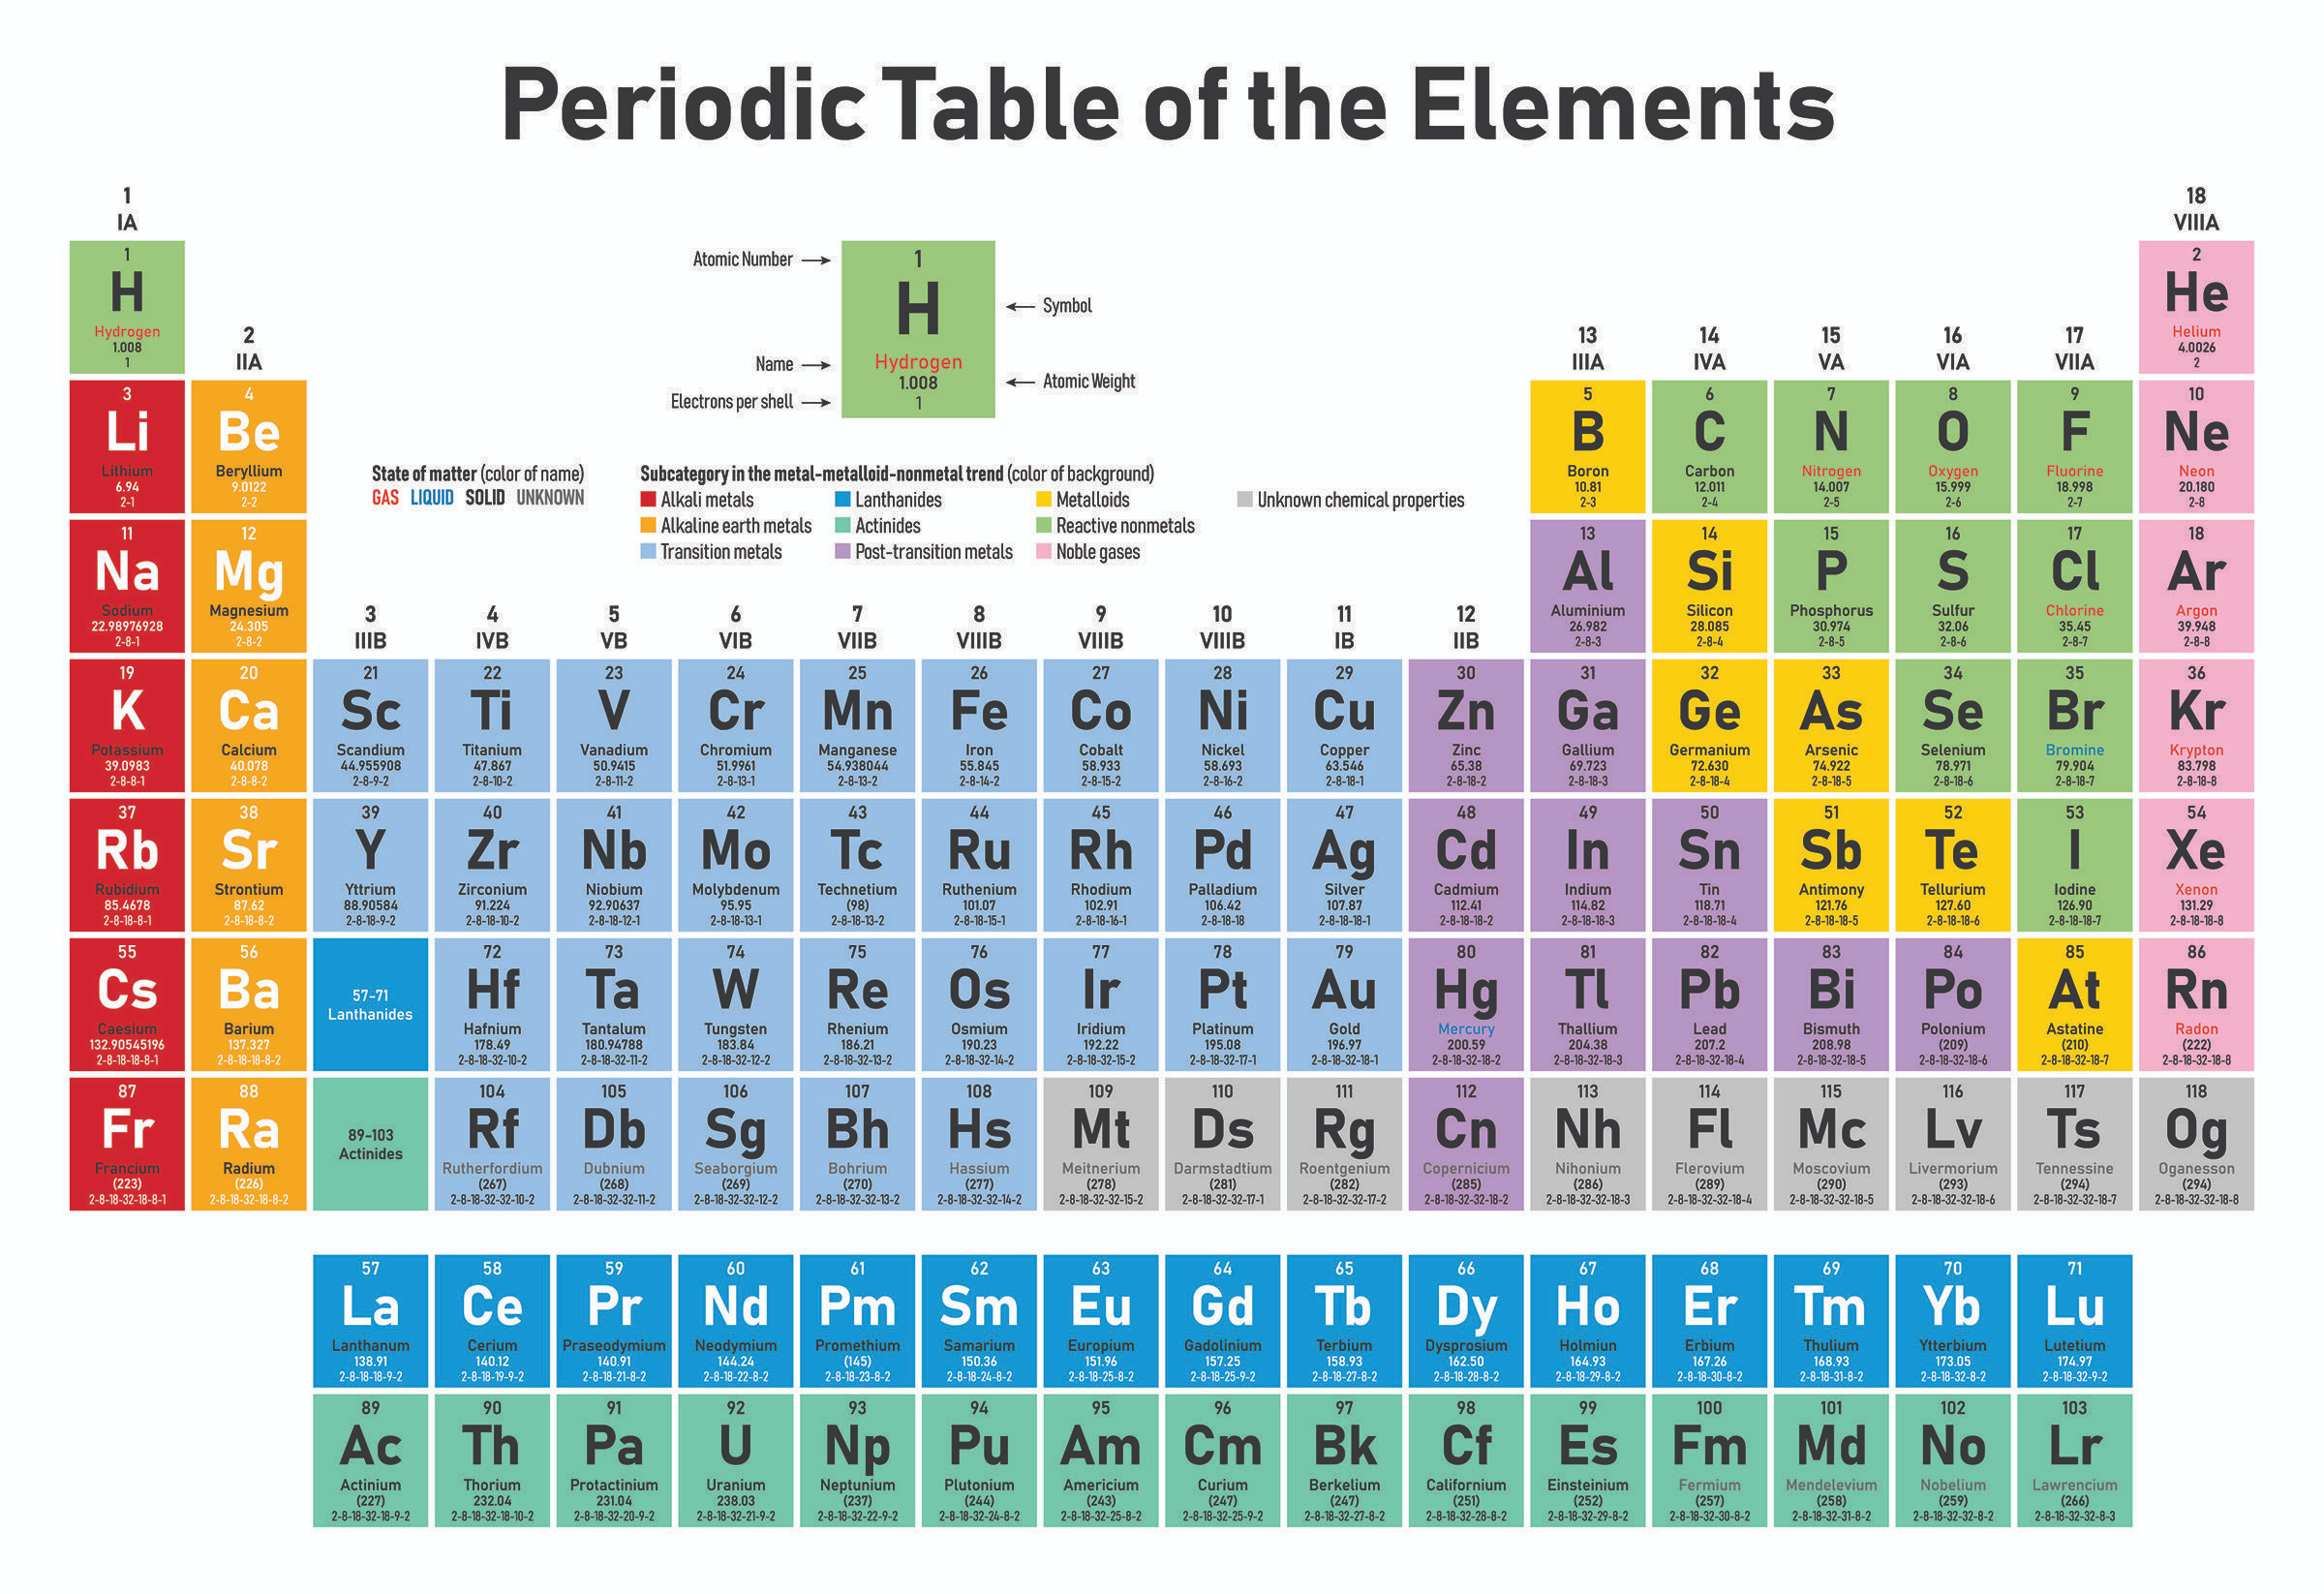 Periodic Table of the Elements
1
IA
18
VIIIA
1
H
Hydrogen
1.008
1
2
He
Helium
4.0026
2
Atomic Number
Name
Electrons per shell
1
H
Hydrogen
1.008
1
Symbol
Atomic Weight
2
IIA
13
IIIA
14
IVA
15
VA
16
VIA
17
VIIA
3
Li
Lithium
6.94
2-1
4
Be
Beryllium
9.0122
2-2
5
B
Boron
10.81
2-3
6
C
Carbon
12.011
2-4
7
N
Nitrogen
14.007
2-5
8
O
Oxygen
15.999
2-6
9
F
Fluorine
18.998
2-7
10
Ne
Neon
20.180
2-8
State of matter (color of name)
GAS LIQUID SOLID UNKNOWN
Subcategory in the metal-metalloid-nonmetal trend (color of background)
Alkali metals
Alkaline earth metals
Transition metals
Lanthanides
Actinides
Post-transition metals
Metalloids
Reactive nonmetals
Noble gases
Unknown chemical properties
11
Na
Sodium
22.98976928
2-8-1
12
Mg
Magnesium
24.305
2-8-2
13
Al
Aluminium
26.982
2-8-3
14
Si
Silicon
28.085
2-8-4
15
P
Phosphorus
30.974
2-8-5
16
S
Sulfur
32.06
2-8-6
17
Cl
Chlorine
35.45
2-8-7
18
Ar
Argon
39.948
2-8-8
3
IIIB
4
IVB
5
VB
6
VIB
7
VIIB
8
VIIIB
9
VIIIB
10
VIIIB
11
IB
12
IIB
19
K
Potassium
39.0983
2-8-8-1
20
Ca
Calcium
40.078
2-8-8-2
21
Sc
Scandium
44.955908
2-8-9-2
22
Ti
Titanium
47.867
2-8-10-2
23
V
Vanadium
50.9415
2-8-11-2
24
Cr
Chromium
51.9961
2-8-13-1
25
Mn
Manganese
54.938044
2-8-13-2
26
Fe
Iron
55.845
2-8-14-2
27
Co
Cobalt
58.933
2-8-15-2
28
Ni
Nickel
58.693
2-8-16-2
29
Cu
Copper
63.546
2-8-18-1
30
Zn
Zinc
65.38
2-8-18-2
31
Ga
Gallium
69.723
2-8-18-3
32
Ge
Germanium
72.630
2-8-18-4
33
As
Arsenic
74.922
2-8-18-5
34
Se
Selenium
78.971
2-8-18-6
35
Br
Bromine
79.904
2-8-18-7
36
Kr
Krypton
83.798
2-8-18-8
37
Rb
Rubidium
85.4678
2-8-18-8-1
38
Sr
Strontium
87.62
2-8-18-8-2
39
Y
Yttrium
88.90584
2-8-18-9-2
40
Zr
Zirconium
91.224
2-8-18-10-2
41
Nb
Niobium
92.90637
2-8-18-12-1
42
Mo
Molybdenum
95.95
2-8-18-13-1
43
Tc
Technetium
(98)
2-8-18-13-2
44
Ru
Ruthenium
101.07
2-8-18-15-1
45
Rh
Rhodium
102.91
2-8-18-16-1
46
Pd
Palladium
106.42
2-8-18-18
47
Ag
Silver
107.87
2-8-18-18-1
48
Cd
Cadmium
112.41
2-8-18-18-2
49
In
Indium
114.82
2-8-18-18-3
50
Sn
Tin
118.71
2-8-18-18-4
51
Sb
Antimony
121.76
2-8-18-18-5
52
Te
Tellurium
127.60
2-8-18-18-6
53
I
Iodine
126.90
2-8-18-18-7
54
Xe
Xenon
131.29
2-8-18-18-8
55
Cs
Caesium
132.90545196
2-8-18-18-8-1
56
Ba
Barium
137.327
2-8-18-18-8-2
57-71
Lanthanides
72
Hf
Hafnium
178.49
2-8-18-32-10-2
73
Ta
Tantalum
180.94788
2-8-18-32-11-2
74
W
Tungsten
183.84
2-8-18-32-12-2
75
Re
Rhenium
186.21
2-8-18-32-13-2
76
Os
Osmium
190.23
2-8-18-32-14-2
77
Ir
Iridium
192.22
2-8-18-32-15-2
78
Pt
Platinum
195.08
2-8-18-32-17-1
79
Au
Gold
196.97
2-8-18-32-18-1
80
Hg
Mercury
200.59
2-8-18-32-18-2
81
Tl
Thallium
204.38
2-8-18-32-18-3
82
Pb
Lead
207.2
2-8-18-32-18-4
83
Bi
Bismuth
208.98
2-8-18-32-18-5
84
Po
Polonium
(209)
2-8-18-32-18-6
85
At
Astatine
(210)
2-8-18-32-18-7
86
Rn
Radon
(222)
2-8-18-32-18-8
87
Fr
Francium
(223)
2-8-18-32-18-8-1
88
Ra
Radium
(226)
2-8-18-32-18-8-2
89-103
Actinides
104
Rf
Rutherfordium
(267)
2-8-18-32-32-10-2
105
Db
Dubnium
(268)
2-8-18-32-32-11-2
106
Sg
Seaborgium
(269)
2-8-18-32-32-12-2
107
Bh
Bohrium
(270)
2-8-18-32-32-13-2
108
Hs
Hassium
(277)
2-8-18-32-32-14-2
109
Mt
Meitnerium
(278)
2-8-18-32-32-15-2
110
Ds
Darmstadtium
(281)
2-8-18-32-32-17-1
111
Rg
Roentgenium
(282)
2-8-18-32-32-17-2
112
Cn
Copernicium
(285)
2-8-18-32-32-18-2
113
Nh
Nihonium
(286)
2-8-18-32-32-18-3
114
Fl
Flerovium
(289)
2-8-18-32-32-18-4
115
Mc
Moscovium
(290)
2-8-18-32-32-18-5
116
Lv
Livermorium
(293)
2-8-18-32-32-18-6
117
Ts
Tennessine
(294)
2-8-18-32-32-18-7
118
Og
Oganesson
(294)
2-8-18-32-32-18-8
57
La
Lanthanum
138.91
2-8-18-18-9-2
58
Ce
Cerium
140.12
2-8-18-19-9-2
59
Pr
Praseodymium
140.91
2-8-18-21-8-2
60
Nd
Neodymium
144.24
2-8-18-22-8-2
61
Pm
Promethium
(145)
2-8-18-23-8-2
62
Sm
Samarium
150.36
2-8-18-24-8-2
63
Eu
Europium
151.96
2-8-18-25-8-2
64
Gd
Gadolinium
157.25
2-8-18-25-9-2
65
Tb
Terbium
158.93
2-8-18-27-8-2
66
Dy
Dysprosium
162.50
2-8-18-28-8-2
67
Ho
Holmiun
164.93
2-8-18-29-8-2
68
Er
Erbium
167.26
2-8-18-30-8-2
69
Tm
Thulium
168.93
2-8-18-31-8-2
70
Yb
Ytterbium
173.05
2-8-18-32-8-2
71
Lu
Lutetium
174.97
2-8-18-32-9-2
89
Ac
Actinium
(227)
2-8-18-32-18-9-2
90
Th
Thorium
232.04
2-8-18-32-18-10-2
91
Pa
Protactinium
231.04
2-8-18-32-20-9-2
92
U
Uranium
238.03
2-8-18-32-21-9-2
93
Np
Neptunium
(237)
2-8-18-32-22-9-2
94
Pu
Plutonium
(244)
2-8-18-32-24-8-2
95
Am
Americium
(243)
2-8-18-32-25-8-2
96
Cm
Curium
(247)
2-8-18-32-25-9-2
97
Bk
Berkelium
(247)
2-8-18-32-27-8-2
98
Cf
Californium
(251)
2-8-18-32-28-8-2
99
Es
Einsteinium
(252)
2-8-18-32-29-8-2
100
Fm
Fermium
(257)
2-8-18-32-30-8-2
101
Md
Mendelevium
(258)
2-8-18-32-31-8-2
102
No
Nobelium
(259)
2-8-18-32-32-8-2
103
Lr
Lawrencium
(266)
2-8-18-32-32-8-3